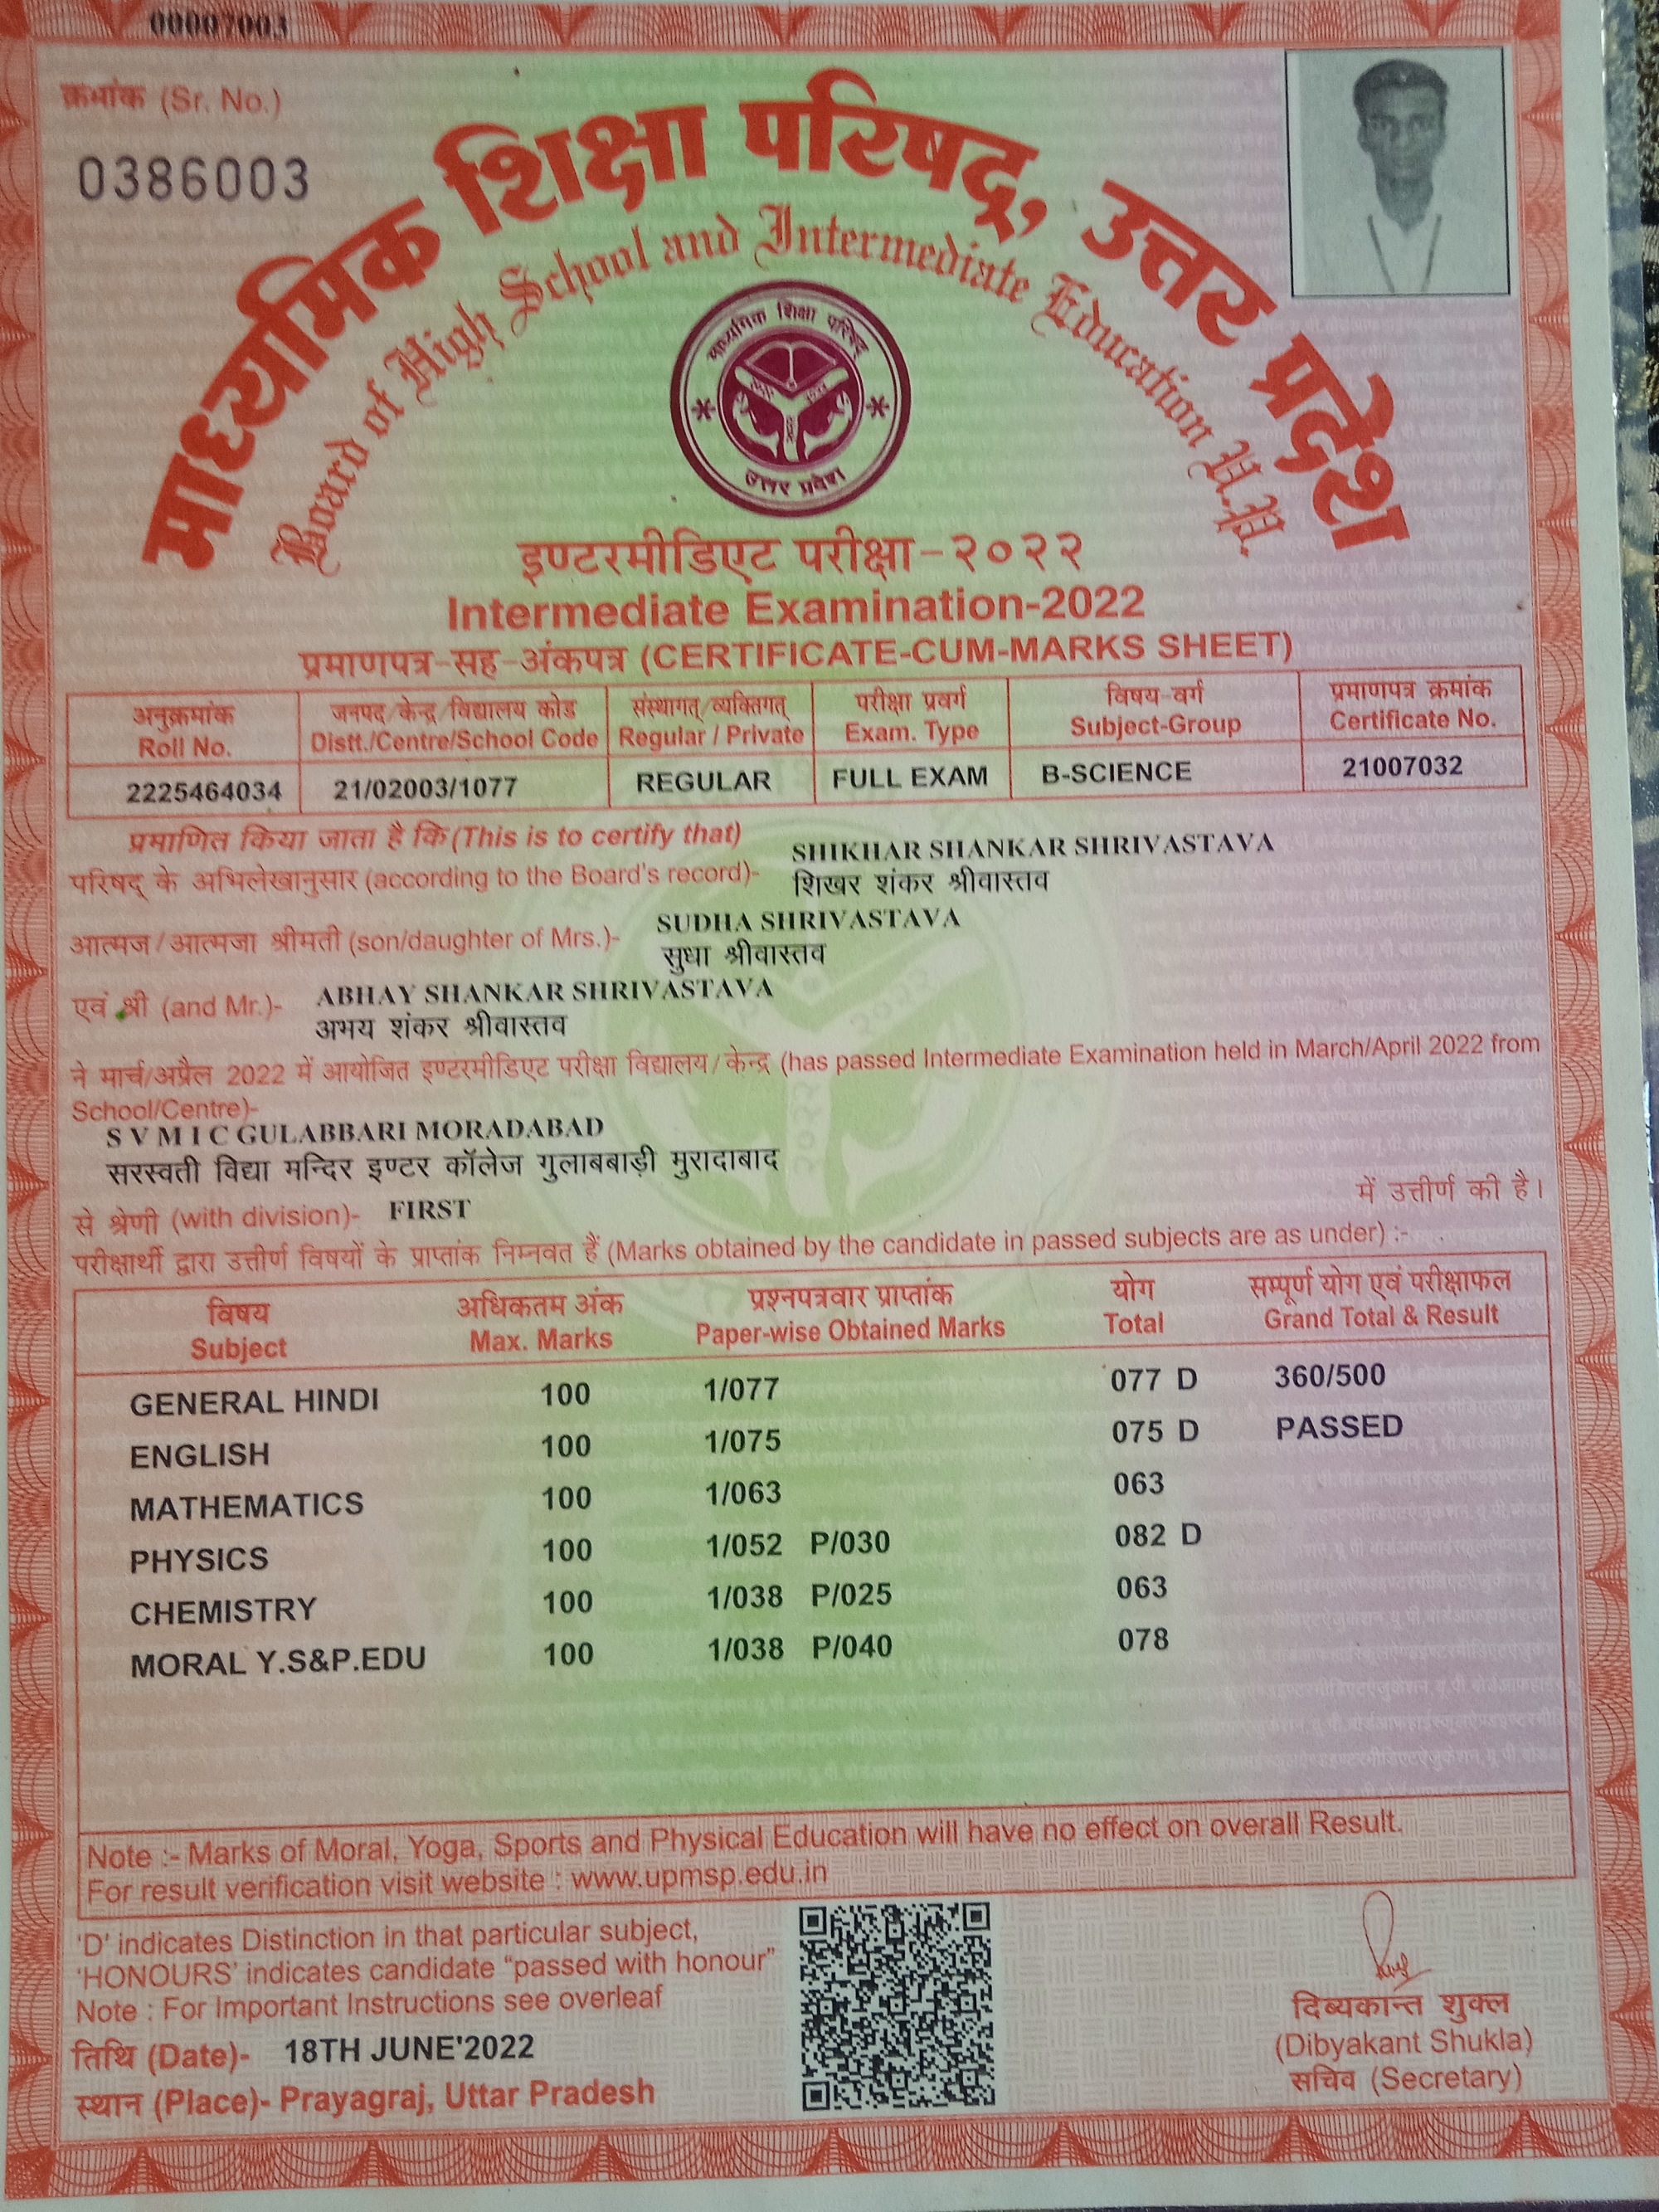 00007003
क्रमांक (Sr. No.)
0386003
माध्यमिक शिक्षा परिषद्, उत्तर प्रदेश
Board of High School and Intermediate Education U.P.
माध्यमिक शिक्षा परिषद्
उत्तर प्रदेश
इण्टरमीडिएट परीक्षा-२०२२
Intermediate Examination-2022
प्रमाणपत्र-सह-अंकपत्र (CERTIFICATE-CUM-MARKS SHEET)
अनुक्रमांक जनपद/केन्द्र/विद्यालय कोड संस्थागत्/व्यक्तिगत् परीक्षा प्रवर्ग विषय-वर्ग प्रमाणपत्र क्रमांक
Roll No. Distt./Centre/School Code Regular / Private Exam. Type Subject-Group Certificate No.
2225464034 21/02003/1077 REGULAR FULL EXAM B-SCIENCE 21007032
प्रमाणित किया जाता है कि (This is to certify that) SHIKHAR SHANKAR SHRIVASTAVA
परिषद् के अभिलेखानुसार (according to the Board's record)- शिखर शंकर श्रीवास्तव
SUDHA SHRIVASTAVA
आत्मज/आत्मजा श्रीमती (son/daughter of Mrs.)- सुधा श्रीवास्तव
एवं श्री (and Mr.)- ABHAY SHANKAR SHRIVASTAVA
अभय शंकर श्रीवास्तव
ने मार्च/अप्रैल 2022 में आयोजित इण्टरमीडिएट परीक्षा विद्यालय/केन्द्र (has passed Intermediate Examination held in March/April 2022 from
School/Centre)-
S V M I C GULABBARI MORADABAD
सरस्वती विद्या मन्दिर इण्टर कॉलेज गुलाबबाड़ी मुरादाबाद
से श्रेणी (with division)- FIRST में उत्तीर्ण की है।
परीक्षार्थी द्वारा उत्तीर्ण विषयों के प्राप्तांक निम्नवत हैं (Marks obtained by the candidate in passed subjects are as under) :-
विषय अधिकतम अंक प्रश्नपत्रवार प्राप्तांक योग सम्पूर्ण योग एवं परीक्षाफल
Subject Max. Marks Paper-wise Obtained Marks Total Grand Total & Result
GENERAL HINDI 100 1/077 077 D 360/500
ENGLISH 100 1/075 075 D PASSED
MATHEMATICS 100 1/063 063
PHYSICS 100 1/052 P/030 082 D
CHEMISTRY 100 1/038 P/025 063
MORAL Y.S&P.EDU 100 1/038 P/040 078
Note :- Marks of Moral, Yoga, Sports and Physical Education will have no effect on overall Result.
For result verification visit website : www.upmsp.edu.in
'D' indicates Distinction in that particular subject,
'HONOURS' indicates candidate "passed with honour"
Note : For Important Instructions see overleaf
तिथि (Date)- 18TH JUNE'2022
स्थान (Place)- Prayagraj, Uttar Pradesh
दिब्यकान्त शुक्ल
(Dibyakant Shukla)
सचिव (Secretary)